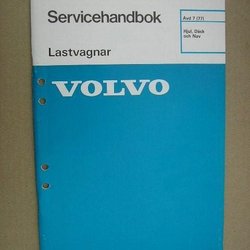 Servicehandbok
Avd 7 (77)
Hjul, Däck
och Nav
Lastvagnar
VOLVO